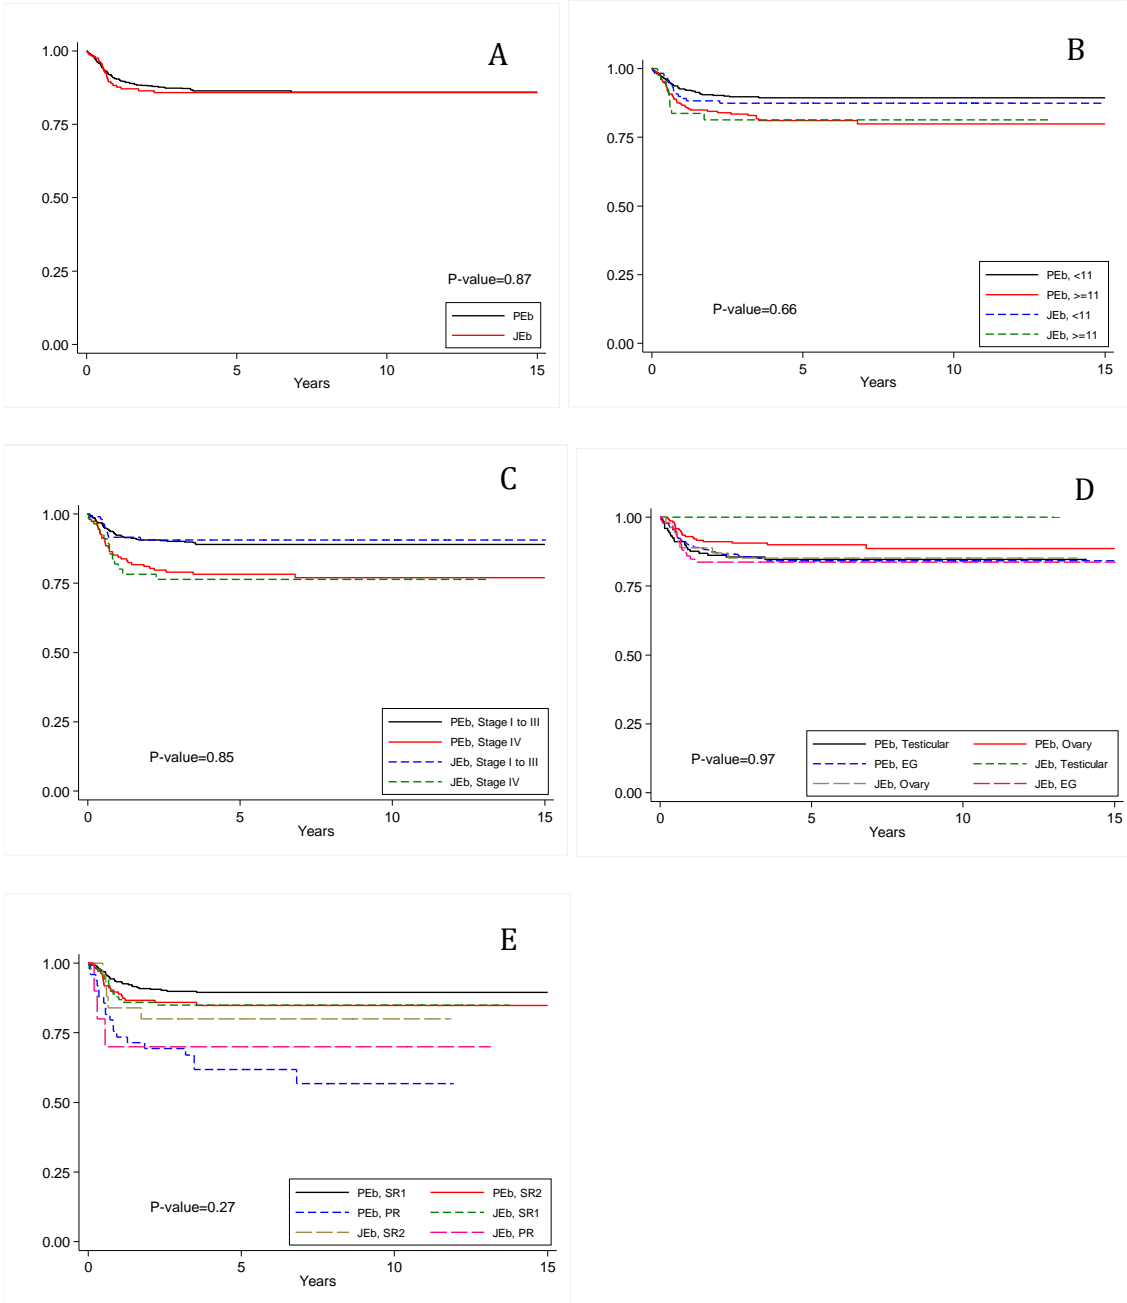 A
1.00
0.75
0.50
0.25
0.00
P-value=0.87
PEb
JEb
0 5 10 15
Years
B
1.00
0.75
0.50
0.25
0.00
P-value=0.66
PEb, <11
PEb, >=11
JEb, <11
JEb, >=11
0 5 10 15
Years
C
1.00
0.75
0.50
0.25
0.00
P-value=0.85
PEb, Stage I to III
PEb, Stage IV
JEb, Stage I to III
JEb, Stage IV
0 5 10 15
Years
D
1.00
0.75
0.50
0.25
0.00
P-value=0.97
PEb, Testicular PEb, Ovary
PEb, EG JEb, Testicular
JEb, Ovary JEb, EG
0 5 10 15
Years
E
1.00
0.75
0.50
0.25
0.00
P-value=0.27
PEb, SR1 PEb, SR2
PEb, PR JEb, SR1
JEb, SR2 JEb, PR
0 5 10 15
Years